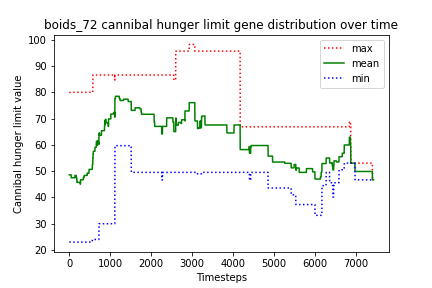 boids_72 cannibal hunger limit gene distribution over time
100
90
80
70
60
50
40
30
20
Cannibal hunger limit value
max
mean
min
0 1000 2000 3000 4000 5000 6000 7000
Timesteps